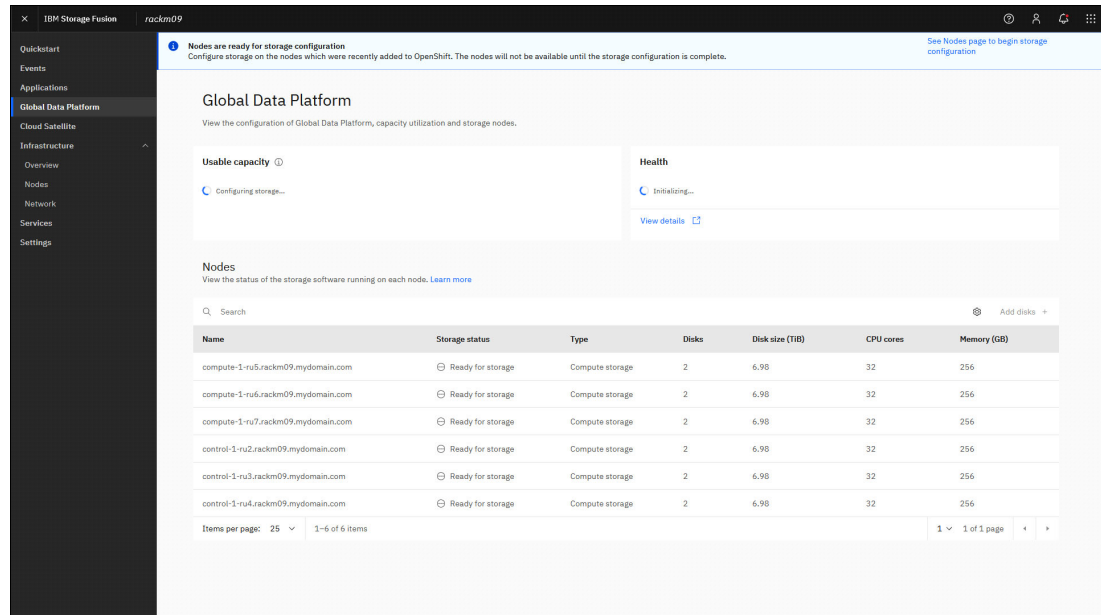 IBM Storage Fusion
rackm09
Quickstart
Events
Applications
Global Data Platform
Cloud Satellite
Infrastructure
Overview
Nodes
Network
Services
Settings
Nodes are ready for storage configuration
Configure storage on the nodes which were recently added to OpenShift. The nodes will not be available until the storage configuration is complete.
See Nodes page to begin storage
configuration
Global Data Platform
View the configuration of Global Data Platform, capacity utilization and storage nodes.
Usable capacity
Configuring storage...
Health
Initializing...
View details
Nodes
View the status of the storage software running on each node. Learn more
Search
Add disks +
Name Storage status Type Disks Disk size (TiB) CPU cores Memory (GB)
compute-1-ru5.rackm09.mydomain.com Ready for storage Compute storage 2 6.98 32 256
compute-1-ru6.rackm09.mydomain.com Ready for storage Compute storage 2 6.98 32 256
compute-1-ru7.rackm09.mydomain.com Ready for storage Compute storage 2 6.98 32 256
control-1-ru2.rackm09.mydomain.com Ready for storage Compute storage 2 6.98 32 256
control-1-ru3.rackm09.mydomain.com Ready for storage Compute storage 2 6.98 32 256
control-1-ru4.rackm09.mydomain.com Ready for storage Compute storage 2 6.98 32 256
Items per page: 25 1–6 of 6 items 1 1 of 1 page